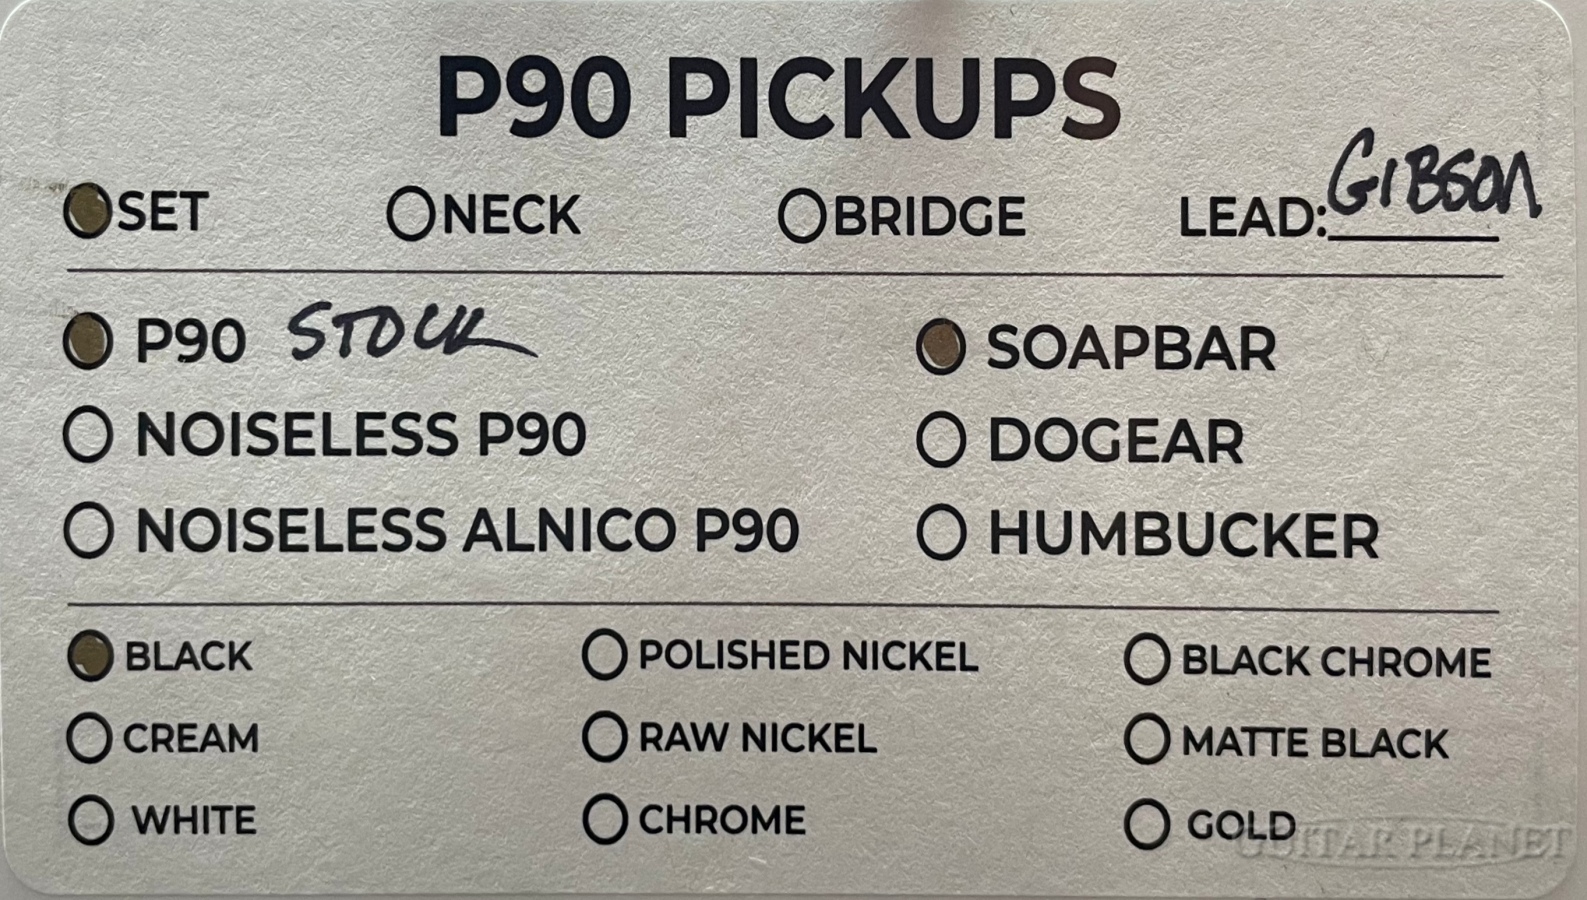 P90 PICKUPS
SET NECK BRIDGE LEAD: GIBSON
P90 STOCK SOAPBAR
NOISELESS P90 DOGEAR
NOISELESS ALNICO P90 HUMBUCKER
BLACK POLISHED NICKEL BLACK CHROME
CREAM RAW NICKEL MATTE BLACK
WHITE CHROME GOLD
GUITAR PLANET